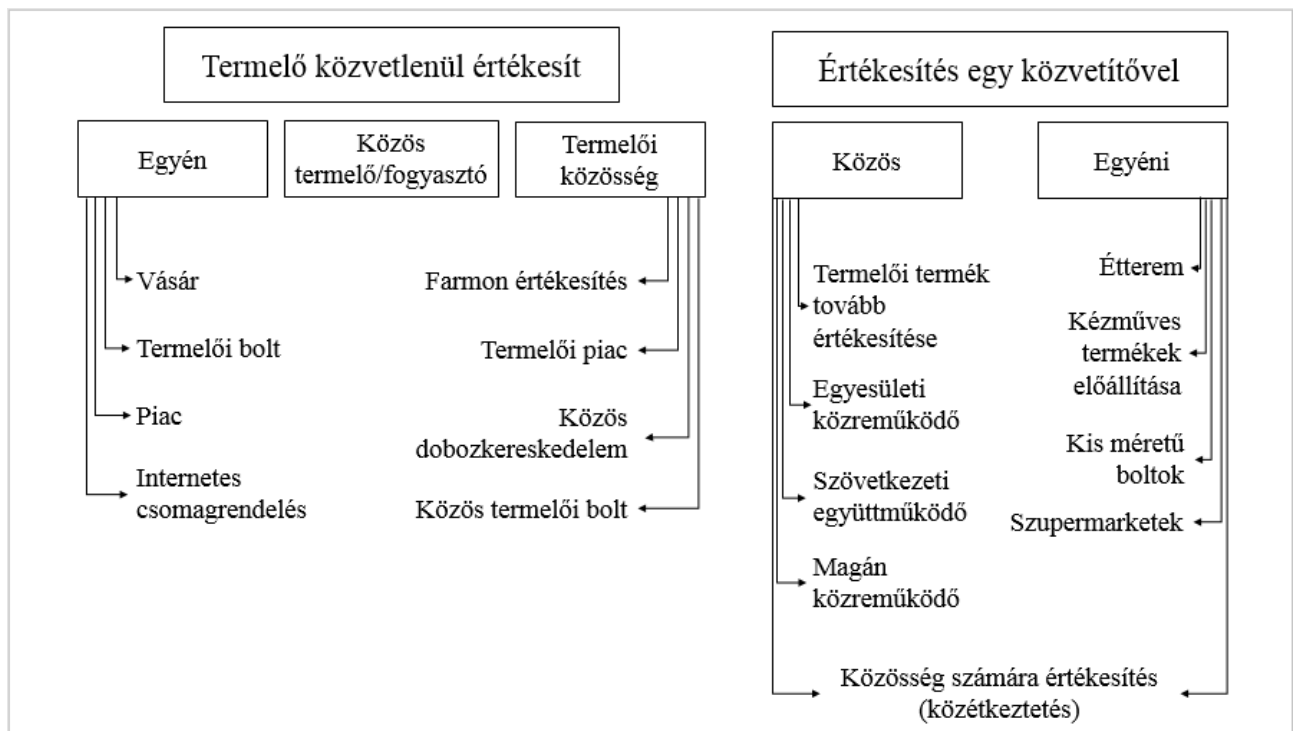 Termelő közvetlenül értékesít
Értékesítés egy közvetítővel
Egyén
Közös
termelő/fogyasztó
Termelői
közösség
Közös
Egyéni
Vásár
Termelői bolt
Piac
Internetes
csomagrendelés
Farmon értékesítés
Termelői piac
Közös
dobozkereskedelem
Közös termelői bolt
Termelői termék
tovább
értékesítése
Egyesületi
közreműködő
Szövetkezeti
együttműködő
Magán
közreműködő
Étterem
Kézműves
termékek
előállítása
Kis méretű
boltok
Szupermarketek
Közösség számára értékesítés
(közétkeztetés)